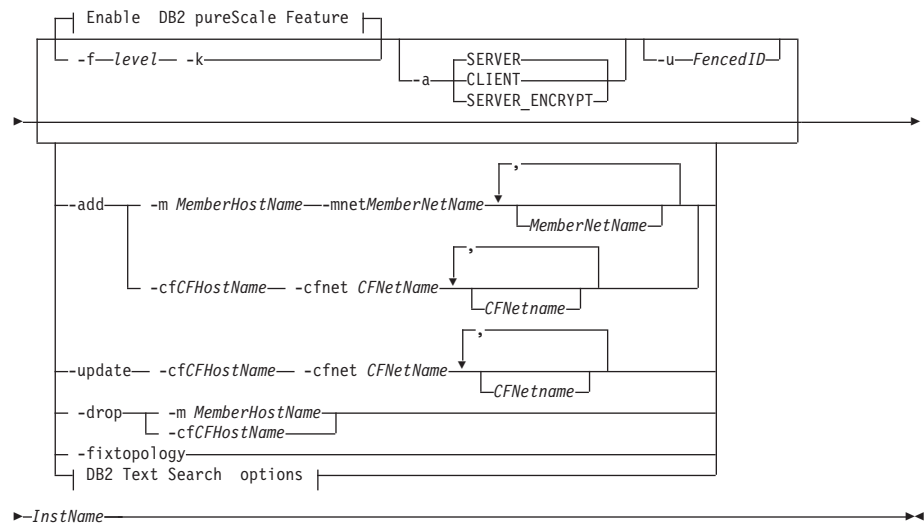 Enable DB2 pureScale Feature
-f level -k
-a SERVER
CLIENT
SERVER_ENCRYPT
-u FencedID
,
-add -m MemberHostName -mnetMemberNetName
MemberNetName
,
-cfCFHostName -cfnet CFNetName
CFNetname
,
-update -cfCFHostName -cfnet CFNetName
CFNetname
-drop -m MemberHostName
-cfCFHostName
-fixtopology
DB2 Text Search options
InstName